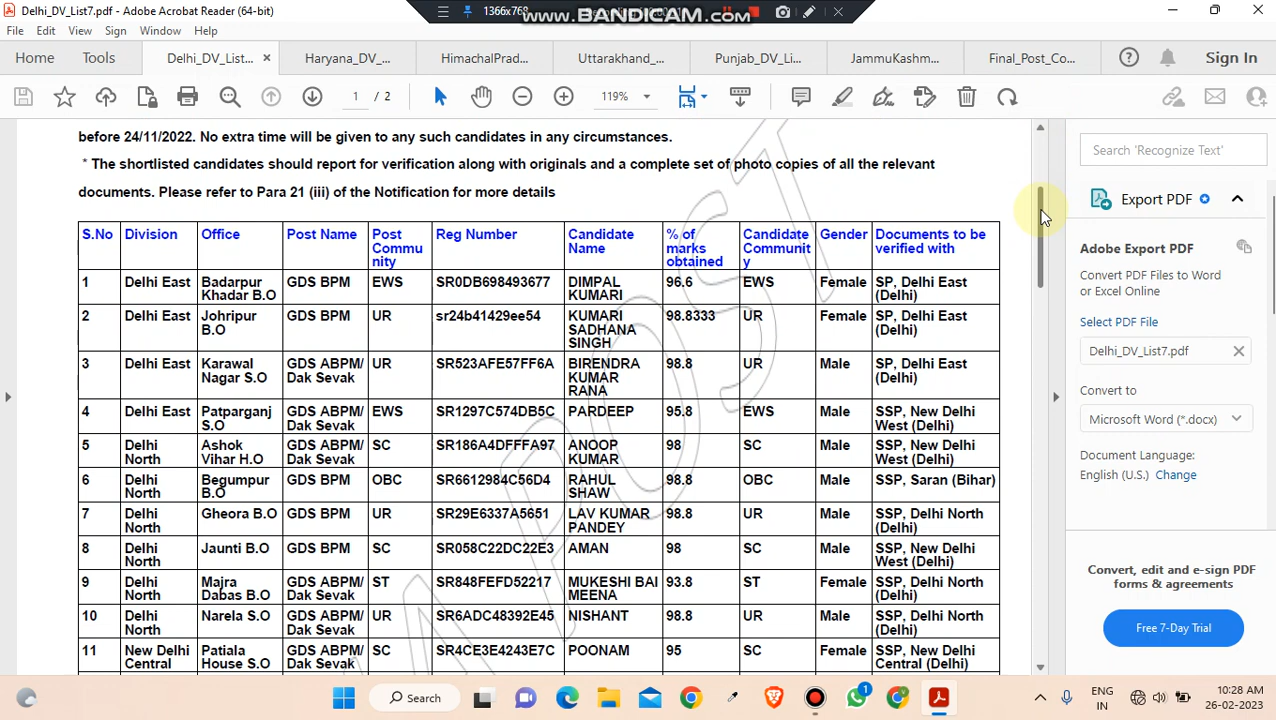 Delhi_DV_List7.pdf - Adobe Acrobat Reader (64-bit)
1366x768
www.BANDICAM.com
File Edit View Sign Window Help
Home Tools Delhi_DV_List... Haryana_DV_... HimachalPrad... Uttarakhand_... Punjab_DV_Li... JammuKashm... Final_Post_Co... Sign In
1 / 2 119%
before 24/11/2022. No extra time will be given to any such candidates in any circumstances.
* The shortlisted candidates should report for verification along with originals and a complete set of photo copies of all the relevant
documents. Please refer to Para 21 (iii) of the Notification for more details
S.No Division Office Post Name Post Reg Number Candidate % of Candidate Gender Documents to be
Commu Name marks Communit verified with
nity obtained y
1 Delhi East Badarpur GDS BPM EWS SR0DB698493677 DIMPAL 96.6 EWS Female SP, Delhi East
Khadar B.O KUMARI (Delhi)
2 Delhi East Johripur GDS BPM UR sr24b41429ee54 KUMARI 98.8333 UR Female SP, Delhi East
B.O SADHANA (Delhi)
SINGH
3 Delhi East Karawal GDS ABPM/ UR SR523AFE57FF6A BIRENDRA 98.8 UR Male SP, Delhi East
Nagar S.O Dak Sevak KUMAR (Delhi)
RANA
4 Delhi East Patparganj GDS ABPM/ EWS SR1297C574DB5C PARDEEP 95.8 EWS Male SSP, New Delhi
S.O Dak Sevak West (Delhi)
5 Delhi Ashok GDS ABPM/ SC SR186A4DFFFA97 ANOOP 98 SC Male SSP, New Delhi
North Vihar H.O Dak Sevak KUMAR West (Delhi)
6 Delhi Begumpur GDS BPM OBC SR6612984C56D4 RAHUL 98.8 OBC Male SSP, Saran (Bihar)
North B.O SHAW
7 Delhi Gheora B.O GDS BPM UR SR29E6337A5651 LAV KUMAR 98.8 UR Male SSP, Delhi North
North PANDEY (Delhi)
8 Delhi Jaunti B.O GDS BPM SC SR058C22DC22E3 AMAN 98 SC Male SSP, New Delhi
North West (Delhi)
9 Delhi Majra GDS ABPM/ ST SR848FEFD52217 MUKESHI BAI 93.8 ST Female SSP, Delhi North
North Dabas B.O Dak Sevak MEENA (Delhi)
10 Delhi Narela S.O GDS ABPM/ UR SR6ADC48392E45 NISHANT 98.8 UR Male SSP, Delhi North
North Dak Sevak (Delhi)
11 New Delhi Patiala GDS ABPM/ SC SR4CE3E4243E7C POONAM 95 SC Female SSP, New Delhi
Central House S.O Dak Sevak Central (Delhi)
POST
Search 'Recognize Text'
Export PDF
Adobe Export PDF
Convert PDF Files to Word
or Excel Online
Select PDF File
Delhi_DV_List7.pdf
Convert to
Microsoft Word (*.docx)
Document Language:
English (U.S.) Change
Convert, edit and e-sign PDF
forms & agreements
Free 7-Day Trial
Search
1
ENG
IN
10:28 AM
26-02-2023